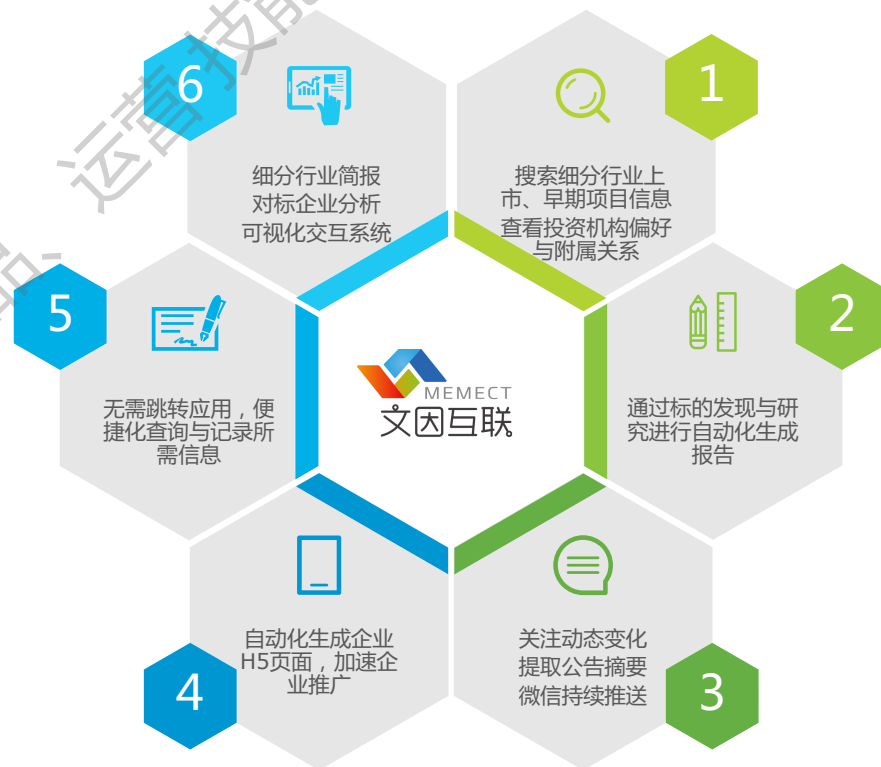 运营技能
6
1
细分行业简报
对标企业分析
可视化交互系统
搜索细分行业上
市、早期项目信息
查看投资机构偏好
与附属关系
5
2
无需跳转应用，便
捷化查询与记录所
需信息
MEMECT
文因互联
通过标的发现与研
究进行自动化生成
报告
自动化生成企业
H5页面，加速企
业推广
关注动态变化
提取公告摘要
微信持续推送
4
3